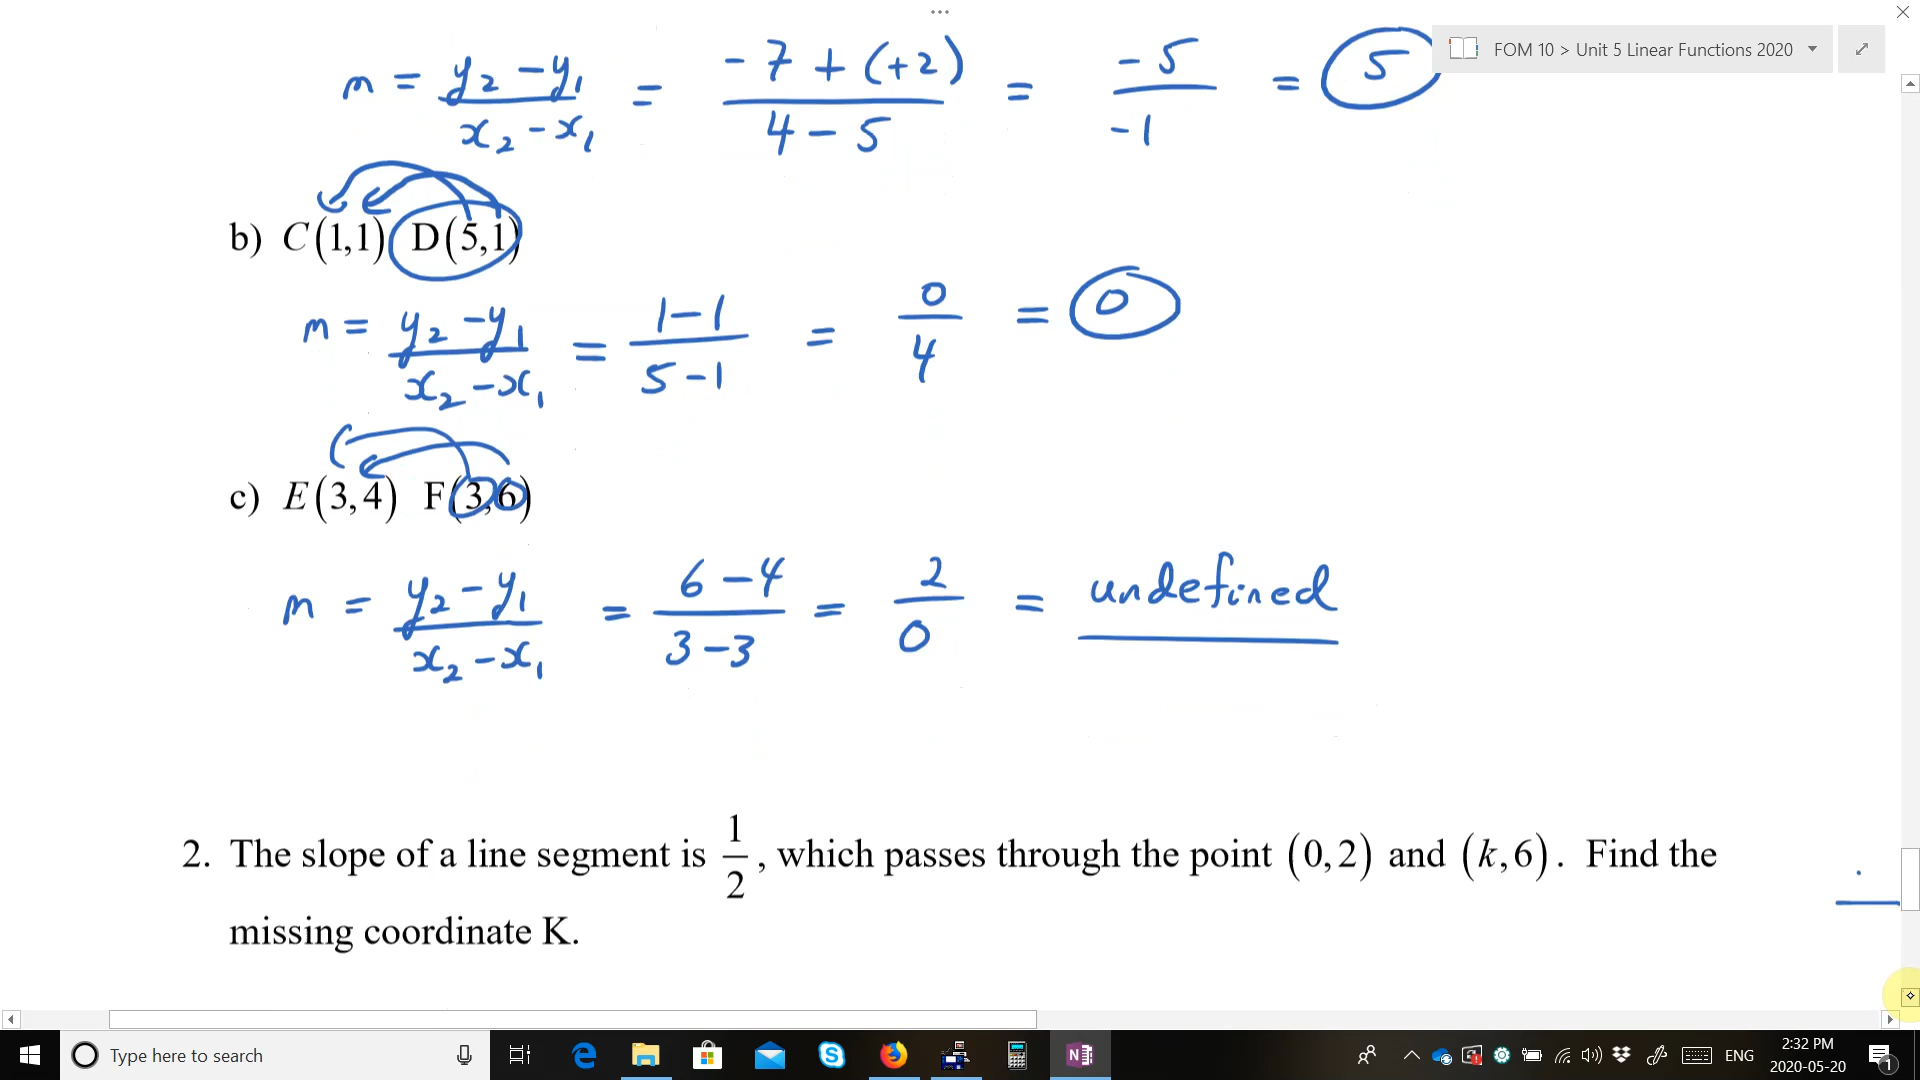 FOM 10 > Unit 5 Linear Functions 2020
m = y₂ - y₁ / x₂ - x₁ = -7 + (+2) / 4 - 5 = -5 / -1 = 5
b) C(1,1) D(5,1)
m = y₂ - y₁ / x₂ - x₁ = 1 - 1 / 5 - 1 = 0 / 4 = 0
c) E(3,4) F(3,6)
m = y₂ - y₁ / x₂ - x₁ = 6 - 4 / 3 - 3 = 2 / 0 = undefined
2. The slope of a line segment is 1/2, which passes through the point (0,2) and (k,6). Find the
missing coordinate K.
Type here to search
ENG
2:32 PM
2020-05-20
1